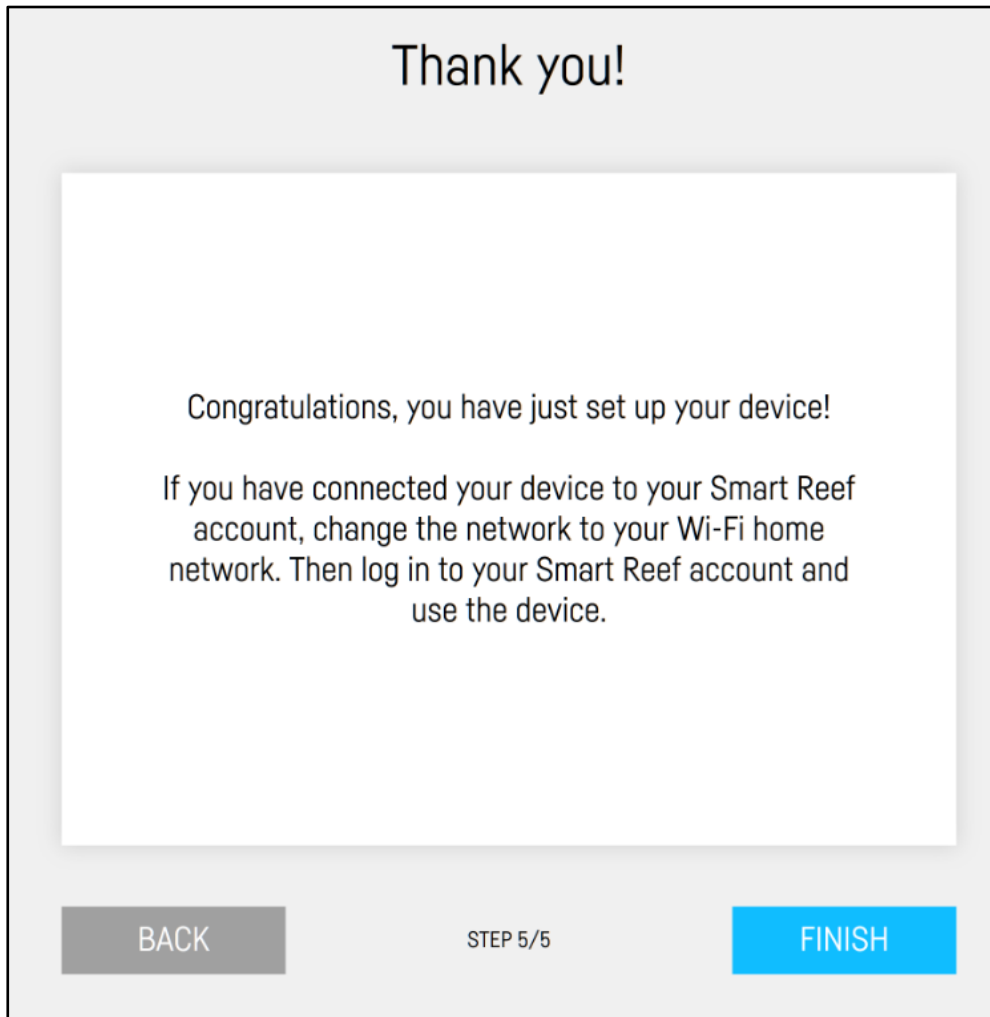 Thank you!
Congratulations, you have just set up your device!
If you have connected your device to your Smart Reef
account, change the network to your Wi-Fi home
network. Then log in to your Smart Reef account and
use the device.
BACK
STEP 5/5
FINISH